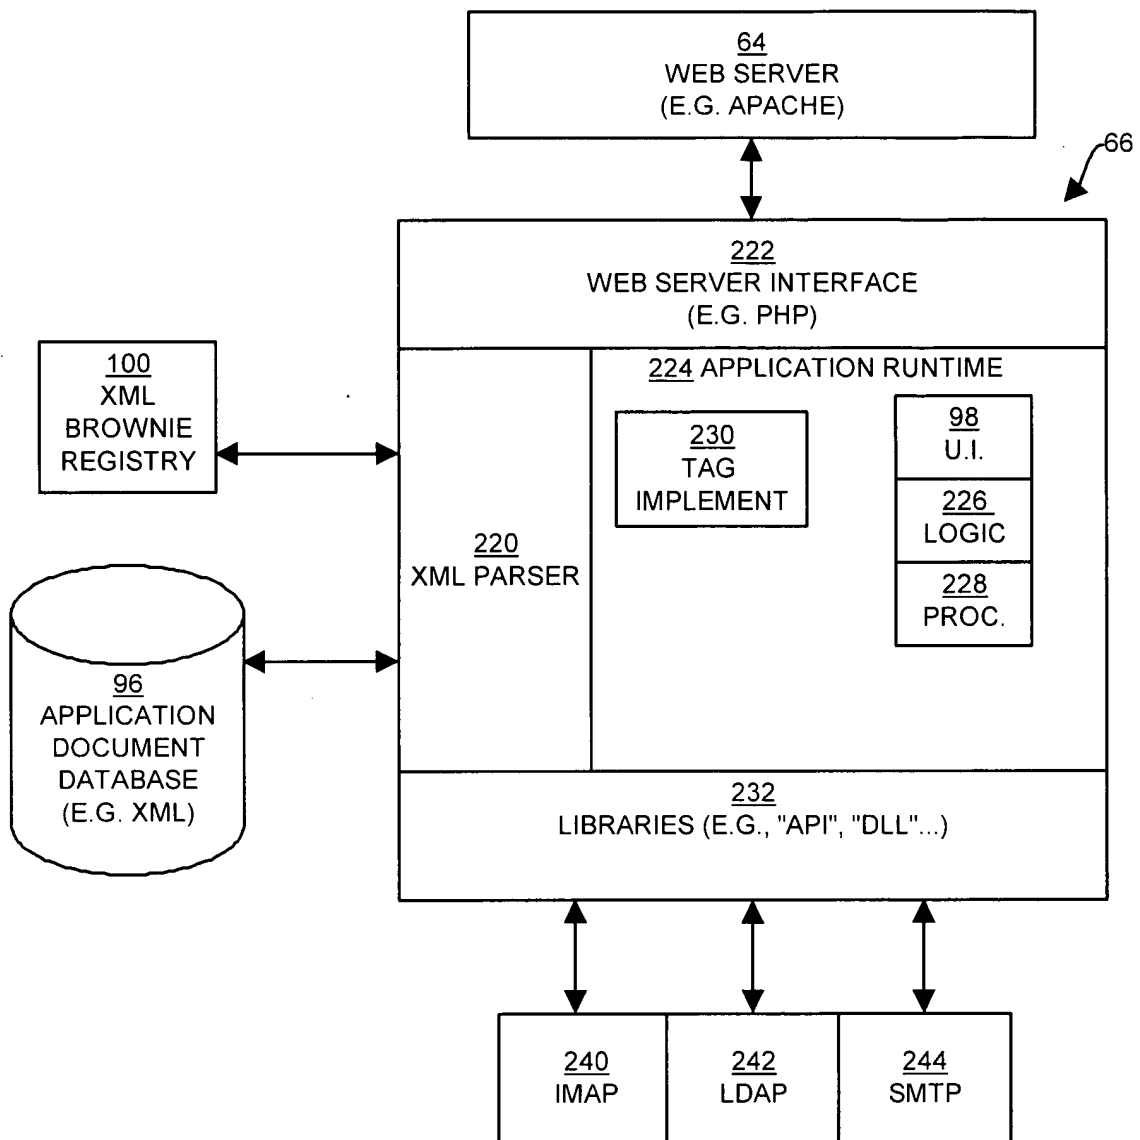 64
WEB SERVER
(E.G. APACHE)
66
222
WEB SERVER INTERFACE
(E.G. PHP)
100
XML
BROWNIE
REGISTRY
224 APPLICATION RUNTIME
230
TAG
IMPLEMENT
98
U.I.
226
LOGIC
228
PROC.
220
XML PARSER
96
APPLICATION
DOCUMENT
DATABASE
(E.G. XML)
232
LIBRARIES (E.G., "API", "DLL"...)
240
IMAP
242
LDAP
244
SMTP